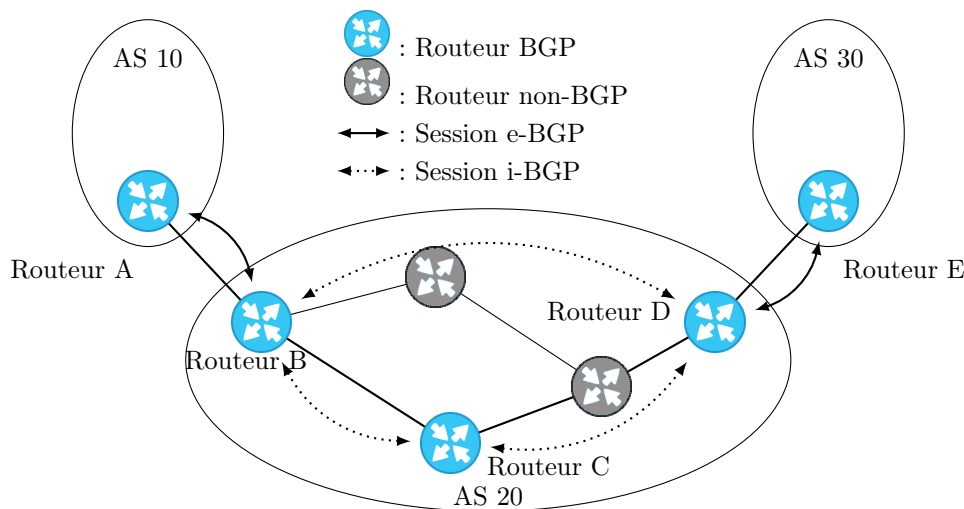 AS 10
AS 30
: Routeur BGP
: Routeur non-BGP
: Session e-BGP
: Session i-BGP
Routeur A
Routeur E
Routeur D
Routeur B
Routeur C
AS 20